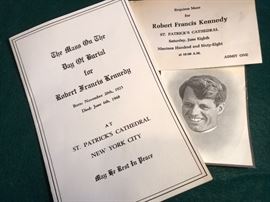 The Mass On The
Day Of Burial
for
Robert Francis Kennedy
Born: November 20th, 1925
Died: June 6th, 1968
AT
ST. PATRICK'S CATHEDRAL
NEW YORK CITY
May He Rest In Peace
Requiem Mass for
Robert Francis Kennedy
ST. PATRICK'S CATHEDRAL
Saturday, June Eighth
Nineteen Hundred and Sixty-Eight
at 10:00 A.M.
ADMIT ONE